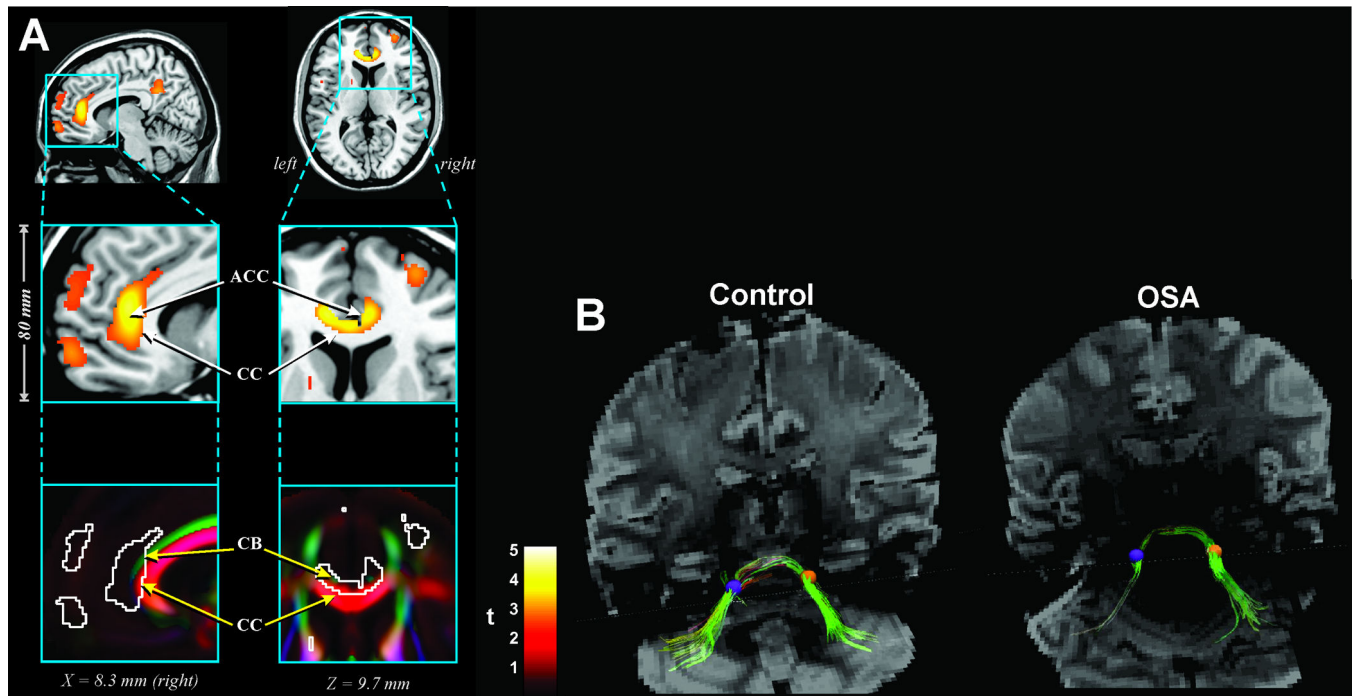 A
left
right
80 mm
ACC
CC
CB
CC
X = 8.3 mm (right)
Z = 9.7 mm
5
4
3
2
1
t
B
Control
OSA